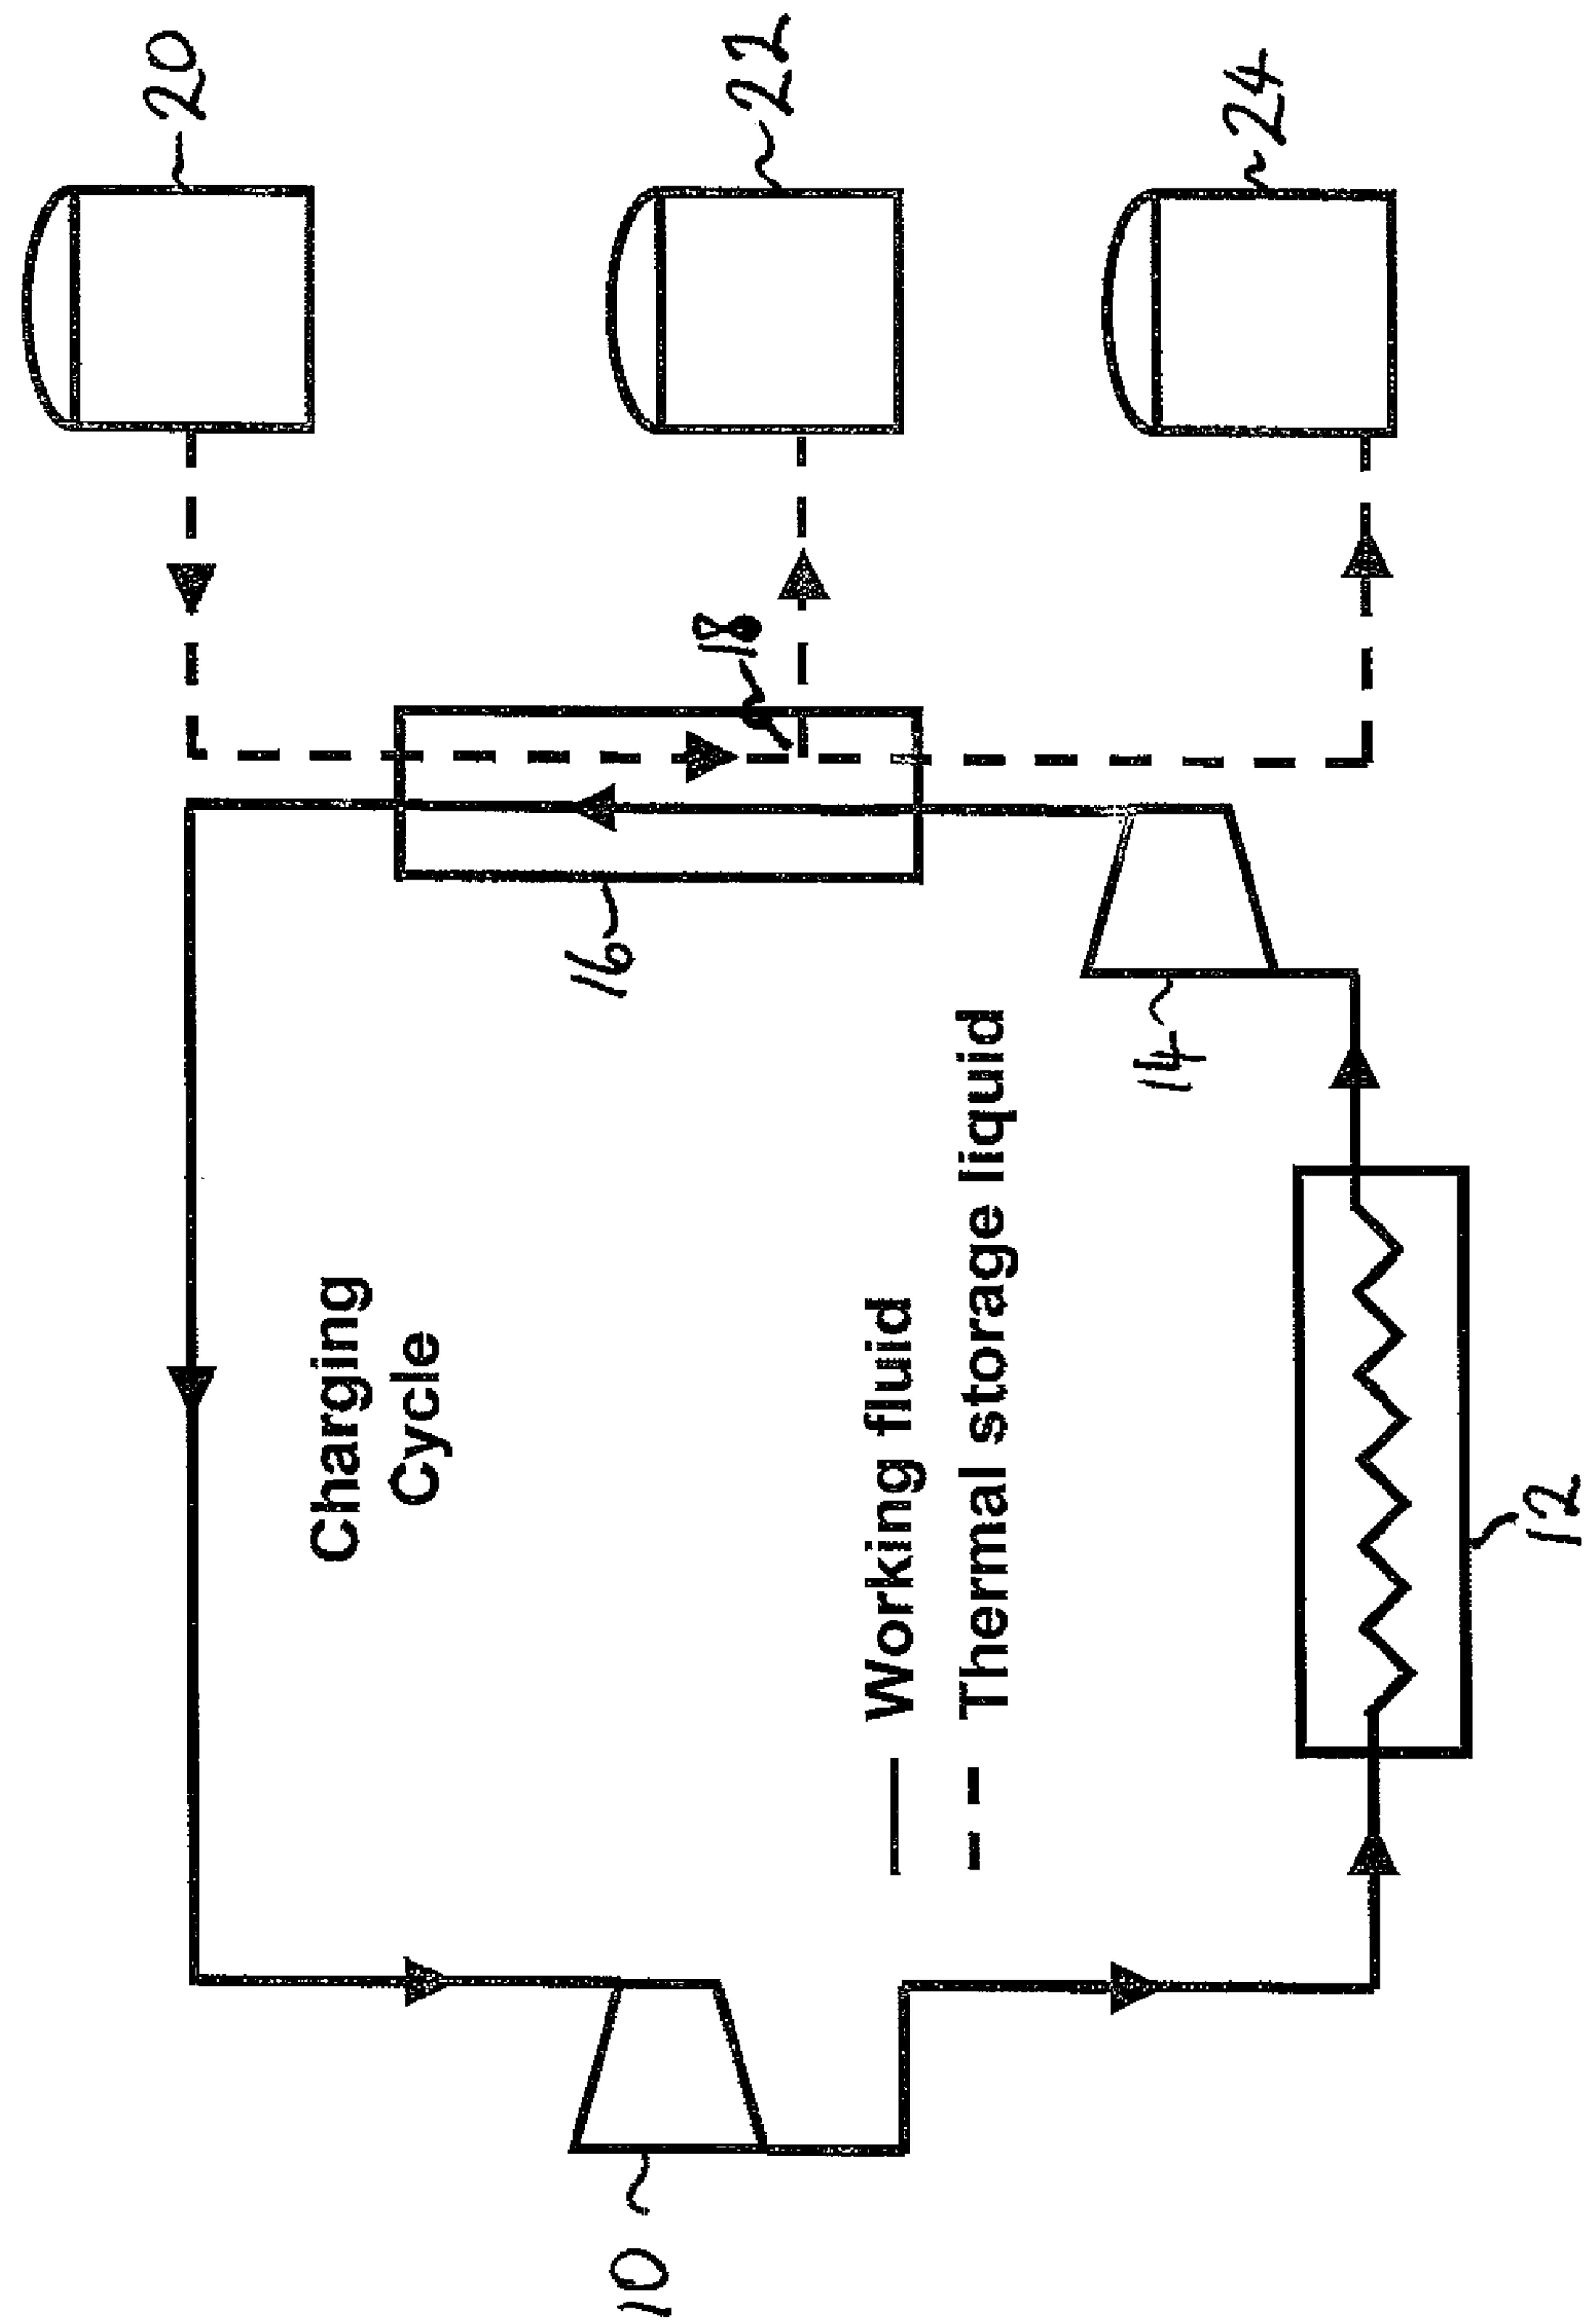 20
Charging
Cycle
10
16
18
22
Working fluid
Thermal storage liquid
14
24
12